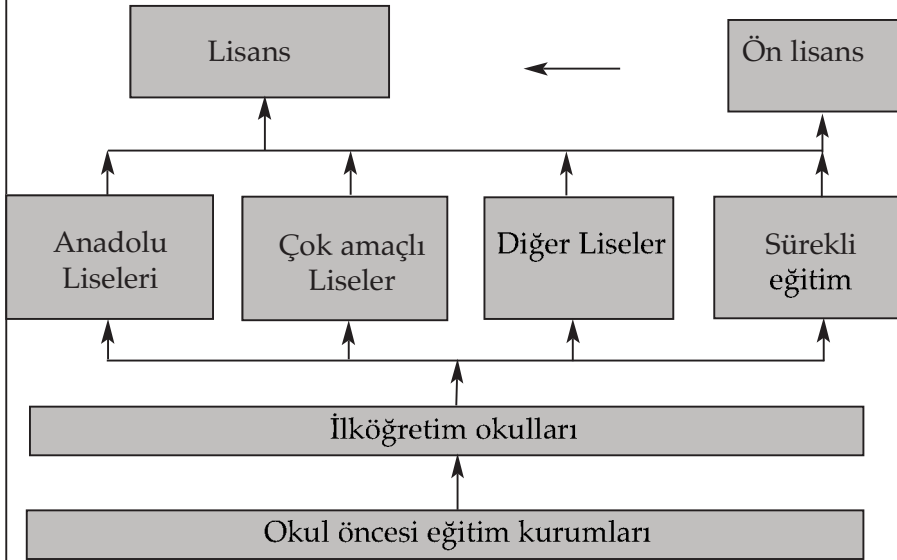 Lisans
Ön lisans
Anadolu
Liseleri
Çok amaçlı
Liseler
Diğer Liseler
Sürekli
eğitim
İlköğretim okulları
Okul öncesi eğitim kurumları